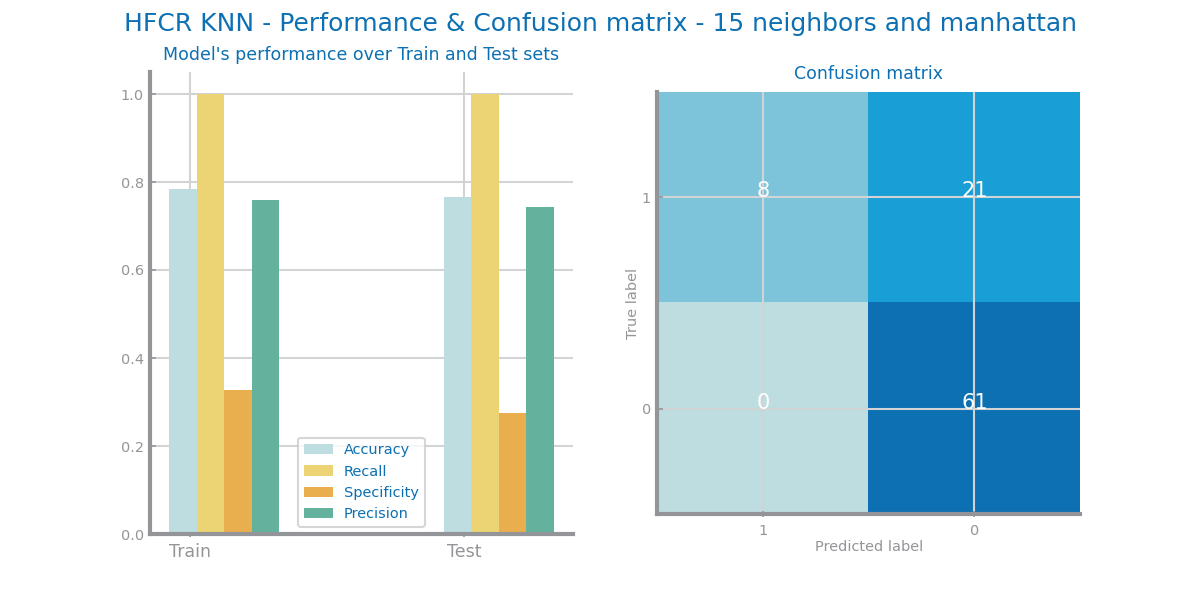 HFCR KNN - Performance & Confusion matrix - 15 neighbors and manhattan
Model's performance over Train and Test sets
1.0
0.8
0.6
0.4
0.2
0.0
Train
Test
Accuracy
Recall
Specificity
Precision
Confusion matrix
True label
1
0
8
21
0
61
1
0
Predicted label